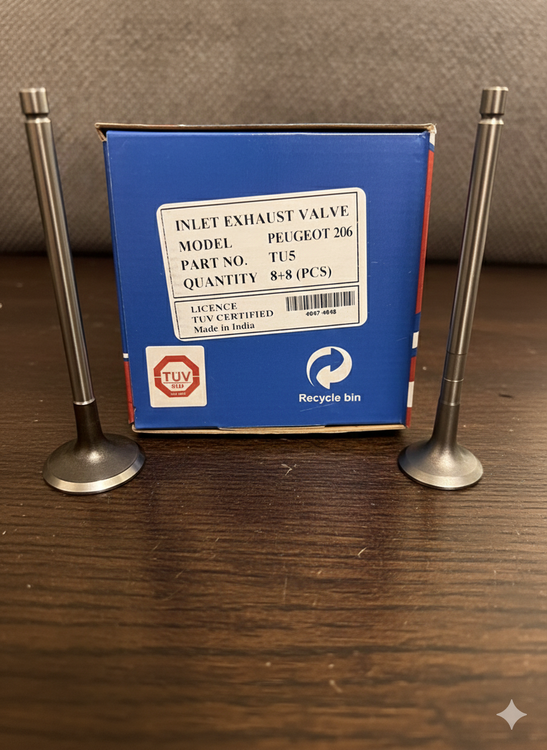 INLET EXHAUST VALVE
MODEL PEUGEOT 206
PART NO. TU5
QUANTITY 8+8 (PCS)
LICENCE
TUV CERTIFIED
Made in India
4047 4648
TUV
Recycle bin